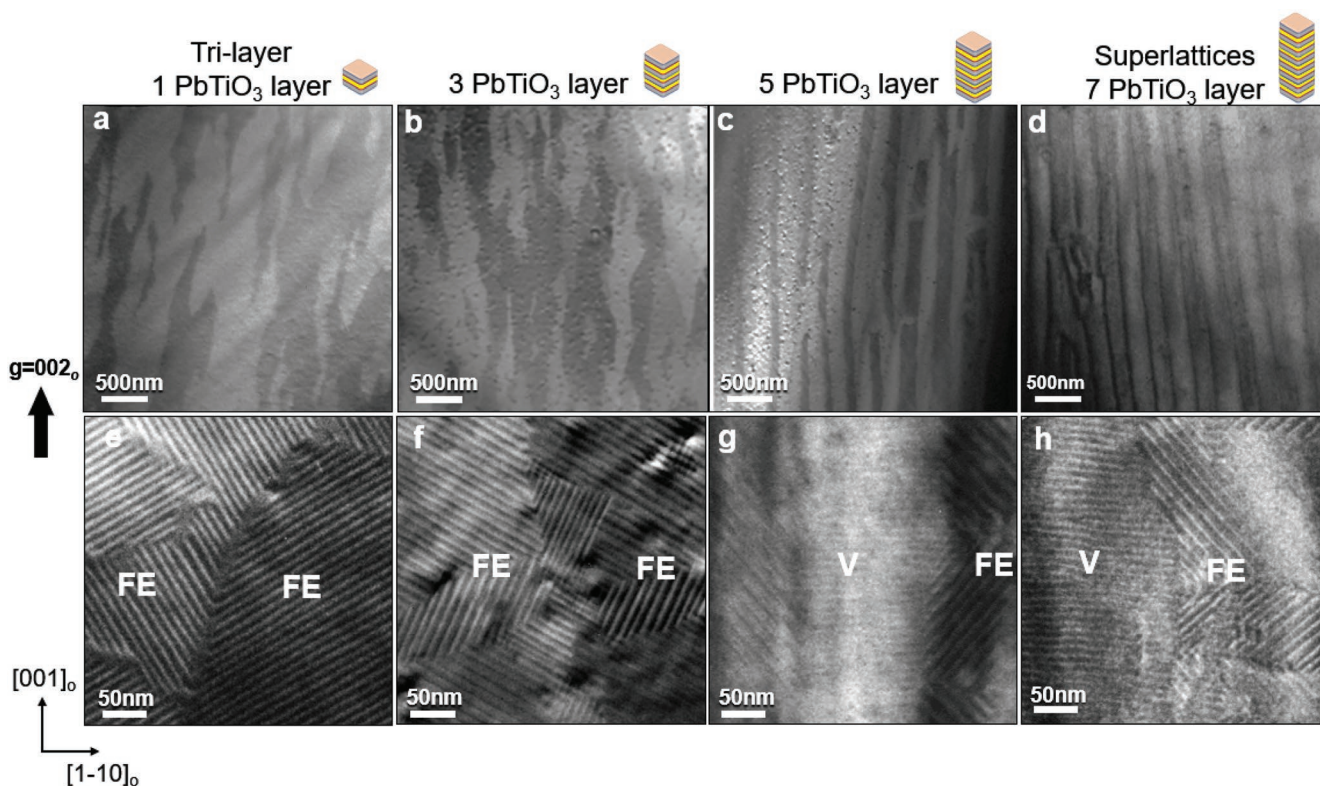 Tri-layer
1 PbTiO₃ layer
3 PbTiO₃ layer
5 PbTiO₃ layer
Superlattices
7 PbTiO₃ layer
a
b
c
d
500nm
500nm
500nm
500nm
g=002ₒ
e
f
g
h
FE
FE
FE
FE
V
FE
V
FE
50nm
50nm
50nm
50nm
[001]ₒ
[1-10]ₒ